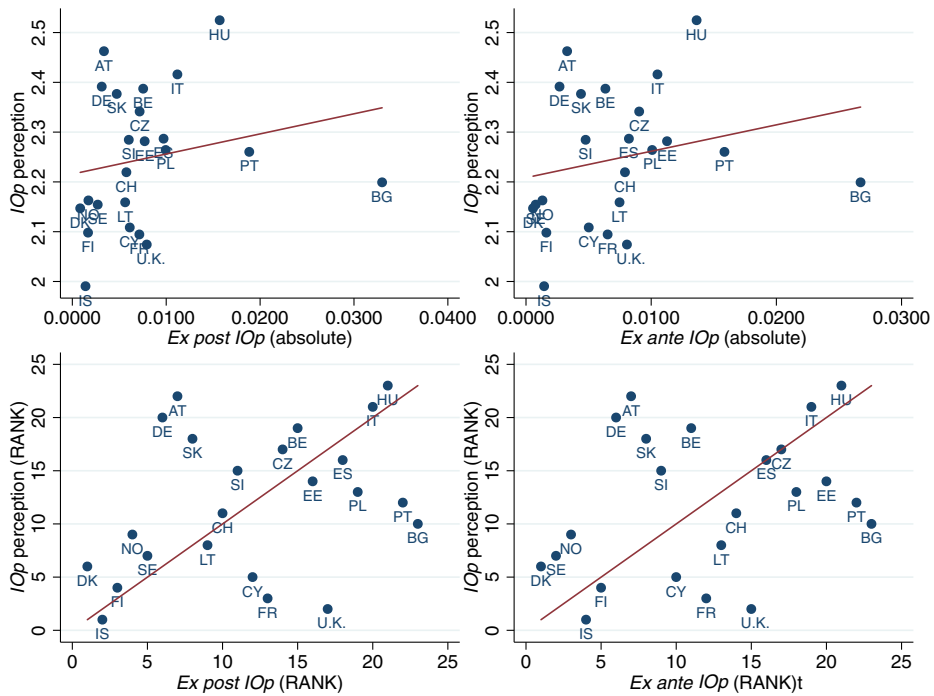 2.5
2.4
2.3
2.2
2.1
2
IOp perception
HU
AT
IT
DE
SK
BE
CZ
SI
EE
ES
PL
PT
CH
BG
NO
DK
SE
LT
FI
CY
FR
U.K.
IS
0.0000 0.0100 0.0200 0.0300 0.0400
Ex post IOp (absolute)
2.5
2.4
2.3
2.2
2.1
2
IOp perception
HU
AT
IT
DE
SK
BE
CZ
SI
ES
PL
EE
PT
CH
BG
NO
DK
SE
LT
FI
CY
FR
U.K.
IS
0.0000 0.0100 0.0200 0.0300
Ex ante IOp (absolute)
25
20
15
10
5
0
IOp perception (RANK)
HU
AT
IT
DE
SK
BE
CZ
ES
SI
EE
PL
PT
CH
BG
NO
LT
SE
DK
CY
FI
FR
U.K.
IS
0 5 10 15 20 25
Ex post IOp (RANK)
25
20
15
10
5
0
IOp perception (RANK)
HU
AT
IT
DE
BE
SK
CZ
ES
SI
EE
PL
PT
CH
BG
NO
LT
SE
DK
CY
FI
FR
U.K.
IS
0 5 10 15 20 25
Ex ante IOp (RANK)t